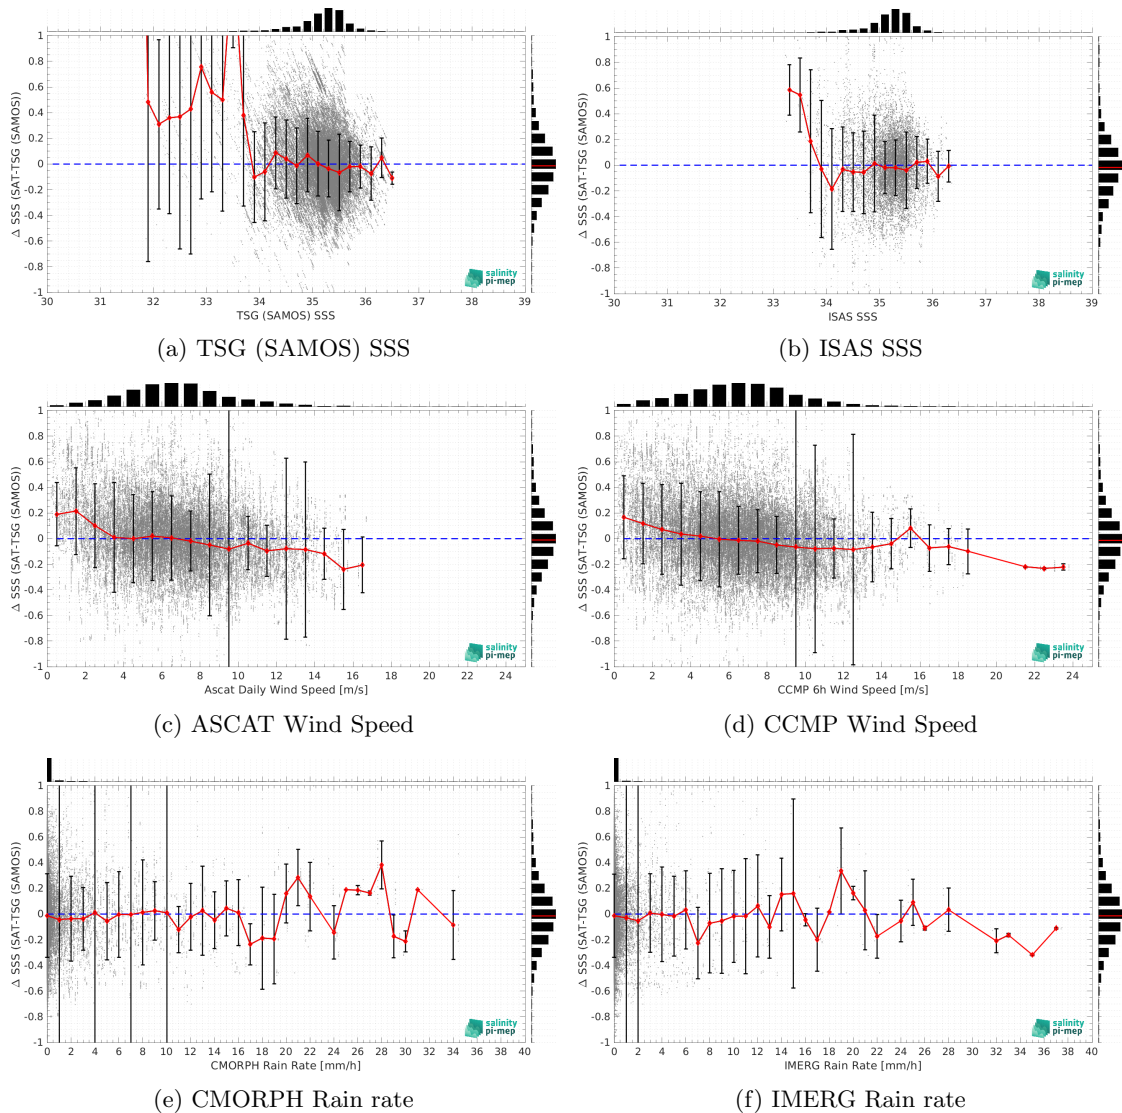 1
0.8
0.6
0.4
0.2
0
-0.2
-0.4
-0.6
-0.8
-1
Δ SSS (SAT-TSG (SAMOS))
30 31 32 33 34 35 36 37 38 39
TSG (SAMOS) SSS
salinity
pi-mep
(a) TSG (SAMOS) SSS
1
0.8
0.6
0.4
0.2
0
-0.2
-0.4
-0.6
-0.8
-1
Δ SSS (SAT-TSG (SAMOS))
30 31 32 33 34 35 36 37 38 39
ISAS SSS
salinity
pi-mep
(b) ISAS SSS
1
0.8
0.6
0.4
0.2
0
-0.2
-0.4
-0.6
-0.8
-1
Δ SSS (SAT-TSG (SAMOS))
0 2 4 6 8 10 12 14 16 18 20 22 24
Ascat Daily Wind Speed [m/s]
salinity
pi-mep
(c) ASCAT Wind Speed
1
0.8
0.6
0.4
0.2
0
-0.2
-0.4
-0.6
-0.8
-1
Δ SSS (SAT-TSG (SAMOS))
0 2 4 6 8 10 12 14 16 18 20 22 24
CCMP 6h Wind Speed [m/s]
salinity
pi-mep
(d) CCMP Wind Speed
1
0.8
0.6
0.4
0.2
0
-0.2
-0.4
-0.6
-0.8
-1
Δ SSS (SAT-TSG (SAMOS))
0 2 4 6 8 10 12 14 16 18 20 22 24 26 28 30 32 34 36 38 40
CMORPH Rain Rate [mm/h]
salinity
pi-mep
(e) CMORPH Rain rate
1
0.8
0.6
0.4
0.2
0
-0.2
-0.4
-0.6
-0.8
-1
Δ SSS (SAT-TSG (SAMOS))
0 2 4 6 8 10 12 14 16 18 20 22 24 26 28 30 32 34 36 38 40
IMERG Rain Rate [mm/h]
salinity
pi-mep
(f) IMERG Rain rate